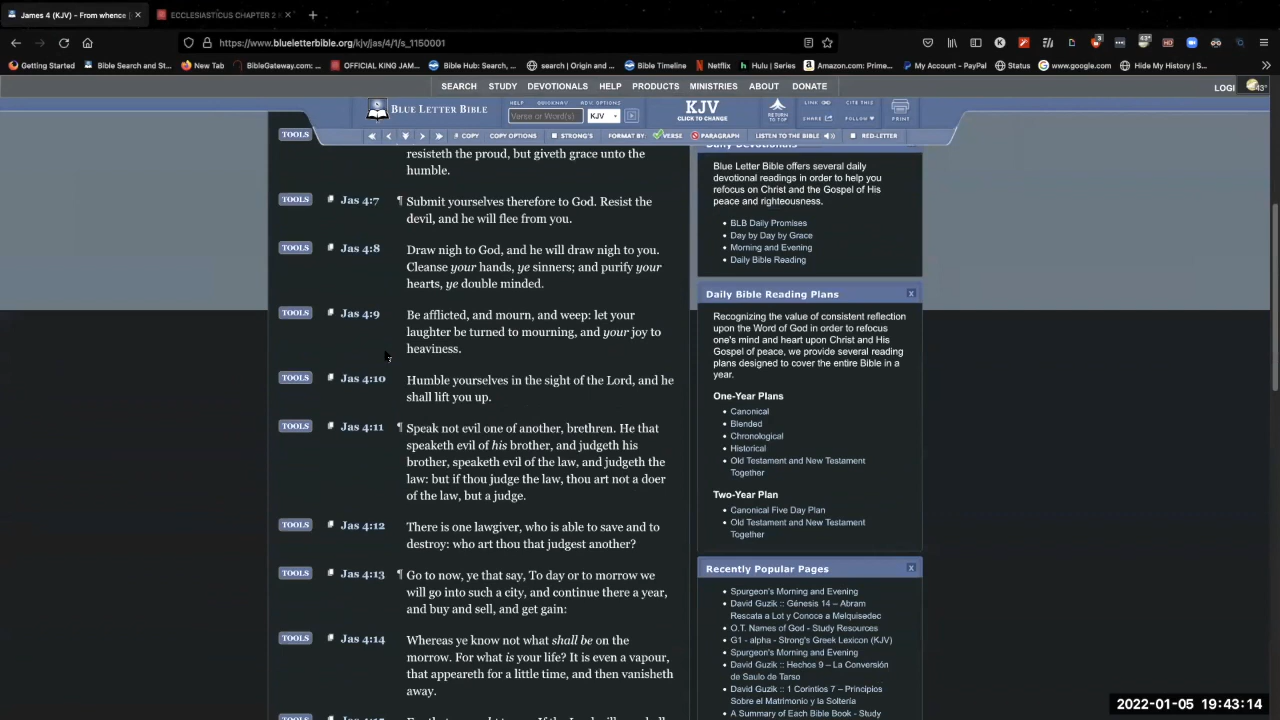 James 4 (KJV) - From whence
ECCLESIASTICUS CHAPTER 2
https://www.blueletterbible.org/kjv/jas/4/1/s_1150001
Getting Started
Bible Search and St...
New Tab
BibleGateway.com:
OFFICIAL KING JAM...
Bible Hub: Search,...
search | Origin and
Bible Timeline
Netflix
Hulu | Series
Amazon.com: Prime...
My Account - PayPal
Status
www.google.com
Hide My History | S...
SEARCH STUDY DEVOTIONALS HELP PRODUCTS MINISTRIES ABOUT DONATE
LOGI
43°
BLUE LETTER BIBLE
HELP QUICKNAV ADV. OPTIONS
Verse or Word(s) KJV
KJV
CLICK TO CHANGE
RETURN
TO TOP
LINK
SHARE
CITE THIS
FOLLOW
PRINT
TOOLS
COPY COPY OPTIONS STRONG'S FORMAT BY: VERSE PARAGRAPH LISTEN TO THE BIBLE RED-LETTER
resisteth the proud, but giveth grace unto the
humble.
TOOLS Jas 4:7 ¶ Submit yourselves therefore to God. Resist the
devil, and he will flee from you.
TOOLS Jas 4:8 Draw nigh to God, and he will draw nigh to you.
Cleanse your hands, ye sinners; and purify your
hearts, ye double minded.
TOOLS Jas 4:9 Be afflicted, and mourn, and weep: let your
laughter be turned to mourning, and your joy to
heaviness.
TOOLS Jas 4:10 Humble yourselves in the sight of the Lord, and he
shall lift you up.
TOOLS Jas 4:11 ¶ Speak not evil one of another, brethren. He that
speaketh evil of his brother, and judgeth his
brother, speaketh evil of the law, and judgeth the
law: but if thou judge the law, thou art not a doer
of the law, but a judge.
TOOLS Jas 4:12 There is one lawgiver, who is able to save and to
destroy: who art thou that judgest another?
TOOLS Jas 4:13 ¶ Go to now, ye that say, To day or to morrow we
will go into such a city, and continue there a year,
and buy and sell, and get gain:
TOOLS Jas 4:14 Whereas ye know not what shall be on the
morrow. For what is your life? It is even a vapour,
that appeareth for a little time, and then vanisheth
away.
Blue Letter Bible offers several daily
devotional readings in order to help you
refocus on Christ and the Gospel of His
peace and righteousness.
• BLB Daily Promises
• Day by Day by Grace
• Morning and Evening
• Daily Bible Reading
Daily Bible Reading Plans
Recognizing the value of consistent reflection
upon the Word of God in order to refocus
one's mind and heart upon Christ and His
Gospel of peace, we provide several reading
plans designed to cover the entire Bible in a
year.
One-Year Plans
• Canonical
• Blended
• Chronological
• Historical
• Old Testament and New Testament
Together
Two-Year Plan
• Canonical Five Day Plan
• Old Testament and New Testament
Together
Recently Popular Pages
• Spurgeon's Morning and Evening
• David Guzik :: Génesis 14 – Abram
Rescata a Lot y Conoce a Melquisedec
• O.T. Names of God - Study Resources
• G1 - alpha - Strong's Greek Lexicon (KJV)
• Spurgeon's Morning and Evening
• David Guzik :: Hechos 9 – La Conversión
de Saulo de Tarso
• David Guzik :: 1 Corintios 7 – Principios
Sobre el Matrimonio y la Soltería
• A Summary of Each Bible Book - Study
2022-01-05 19:43:14